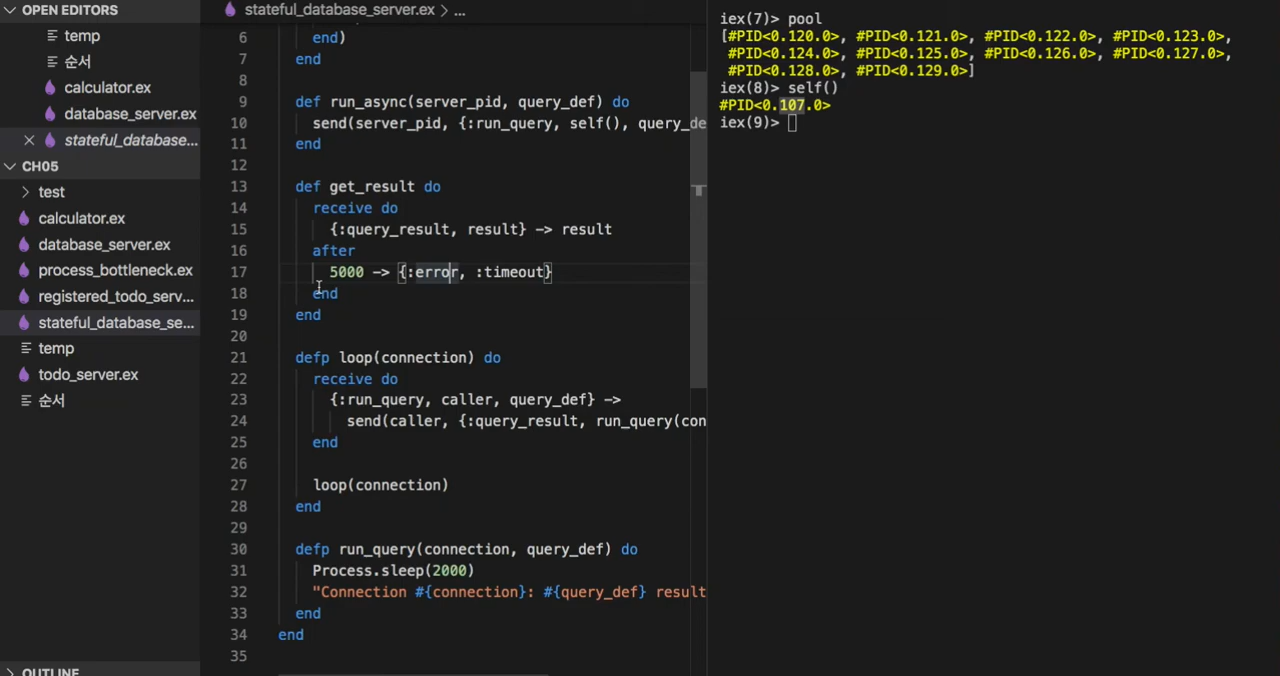 OPEN EDITORS
temp
순서
calculator.ex
database_server.ex
stateful_database...
CH05
test
calculator.ex
database_server.ex
process_bottleneck.ex
registered_todo_serv...
stateful_database_se...
temp
todo_server.ex
순서
OUTLINE
stateful_database_server.ex > ...
6 end)
7 end
8
9 def run_async(server_pid, query_def) do
10 send(server_pid, {:run_query, self(), query_de
11 end
12
13 def get_result do
14 receive do
15 {:query_result, result} -> result
16 after
17 5000 -> {:error, :timeout}
18 end
19 end
20
21 defp loop(connection) do
22 receive do
23 {:run_query, caller, query_def} ->
24 send(caller, {:query_result, run_query(con
25 end
26
27 loop(connection)
28 end
29
30 defp run_query(connection, query_def) do
31 Process.sleep(2000)
32 "Connection #{connection}: #{query_def} result
33 end
34 end
35
iex(7)> pool
[#PID<0.120.0>, #PID<0.121.0>, #PID<0.122.0>, #PID<0.123.0>,
#PID<0.124.0>, #PID<0.125.0>, #PID<0.126.0>, #PID<0.127.0>,
#PID<0.128.0>, #PID<0.129.0>]
iex(8)> self()
#PID<0.107.0>
iex(9)>